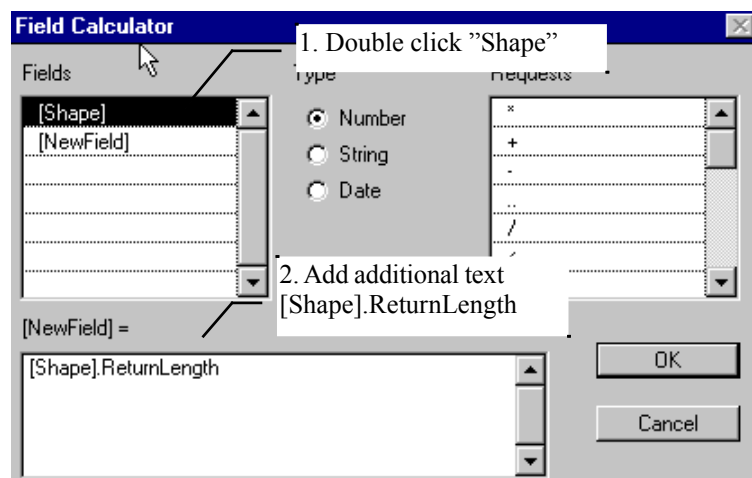 Field Calculator
1. Double click ”Shape”
Fields
Type
Requests
[Shape]
[NewField]
Number
String
Date
*
+
-
..
/
2. Add additional text
[Shape].ReturnLength
[NewField] =
[Shape].ReturnLength
OK
Cancel